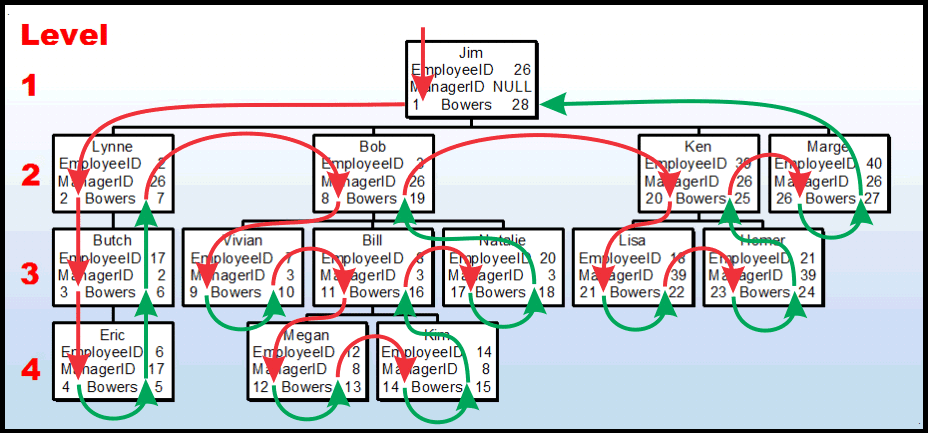 Level
1
Jim
EmployeeID 26
ManagerID NULL
1 Bowers 28
2
Lynne
EmployeeID 2
ManagerID 26
2 Bowers 7
Bob
EmployeeID 3
ManagerID 26
8 Bowers 19
Ken
EmployeeID 39
ManagerID 26
20 Bowers 25
Marge
EmployeeID 40
ManagerID 26
26 Bowers 27
3
Butch
EmployeeID 17
ManagerID 2
3 Bowers 6
Vivian
EmployeeID 7
ManagerID 3
9 Bowers 10
Bill
EmployeeID 8
ManagerID 3
11 Bowers 16
Natalie
EmployeeID 20
ManagerID 3
17 Bowers 18
Lisa
EmployeeID
ManagerID 39
21 Bowers 22
Homer
EmployeeID 21
ManagerID 39
23 Bowers 24
4
Eric
EmployeeID 6
ManagerID 17
4 Bowers 5
Megan
EmployeeID 12
ManagerID 8
12 Bowers 13
Kim
EmployeeID 14
ManagerID 8
14 Bowers 15